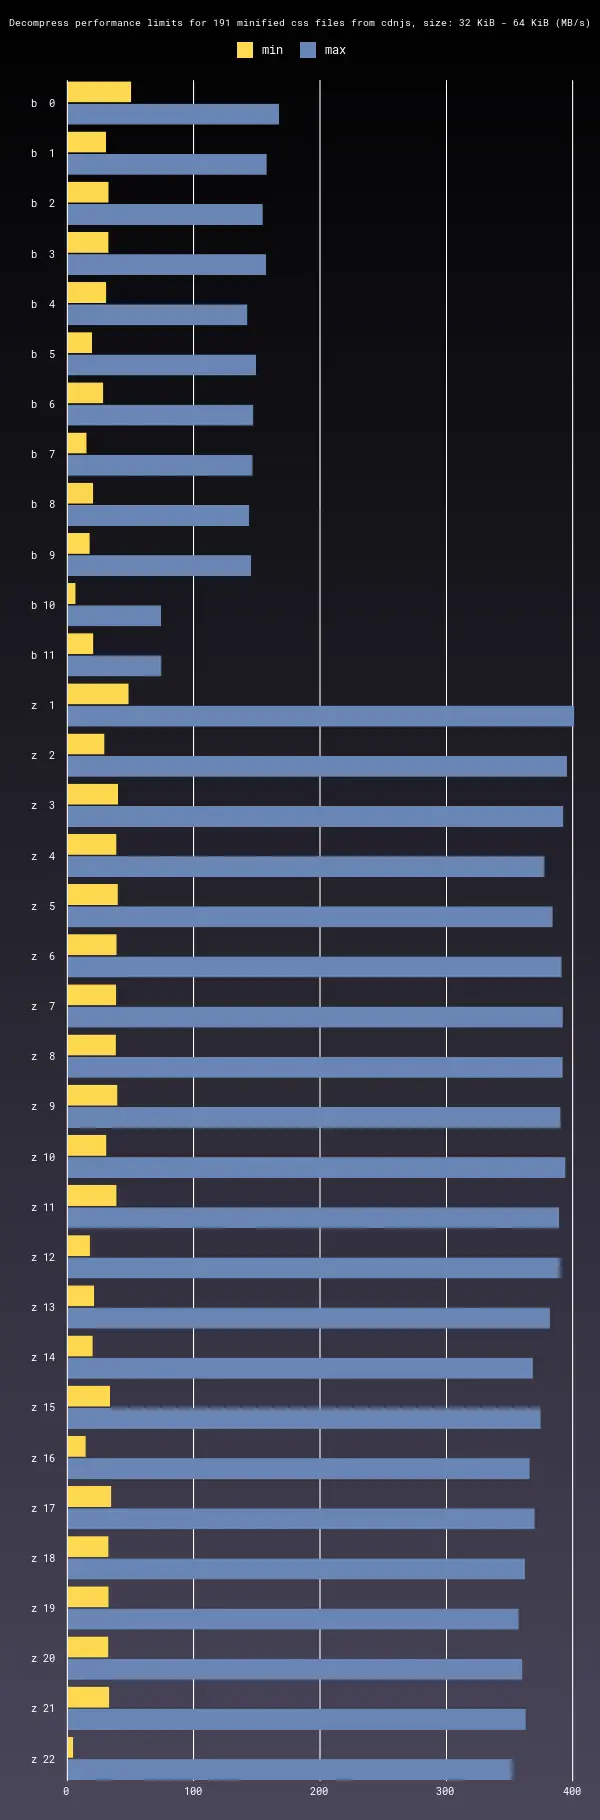 Decompress performance limits for 191 minified css files from cdnjs, size: 32 KiB - 64 KiB (MB/s)
min max
b 0
b 1
b 2
b 3
b 4
b 5
b 6
b 7
b 8
b 9
b 10
b 11
z 1
z 2
z 3
z 4
z 5
z 6
z 7
z 8
z 9
z 10
z 11
z 12
z 13
z 14
z 15
z 16
z 17
z 18
z 19
z 20
z 21
z 22
0 100 200 300 400